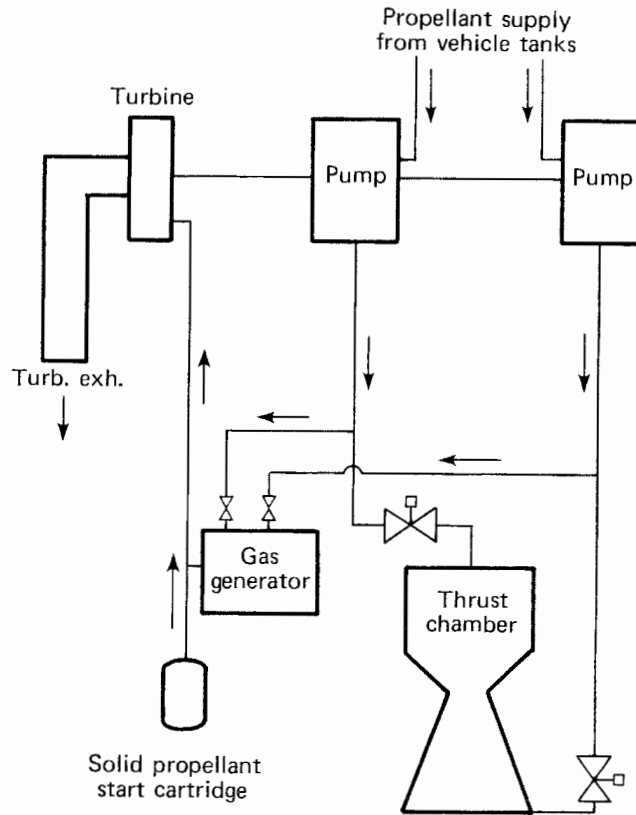 Propellant supply
from vehicle tanks
Turbine
Pump
Pump
Turb. exh.
Gas
generator
Thrust
chamber
Solid propellant
start cartridge